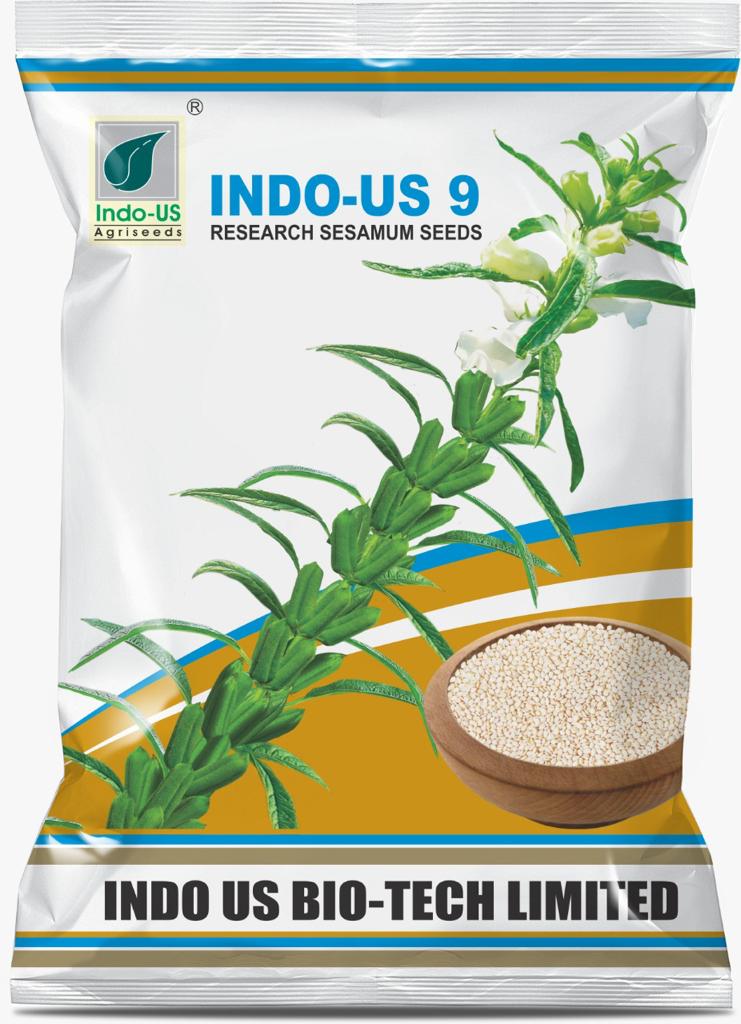 ®
Indo-US
Agriseeds
INDO-US 9
RESEARCH SESAMUM SEEDS
INDO US BIO-TECH LIMITED